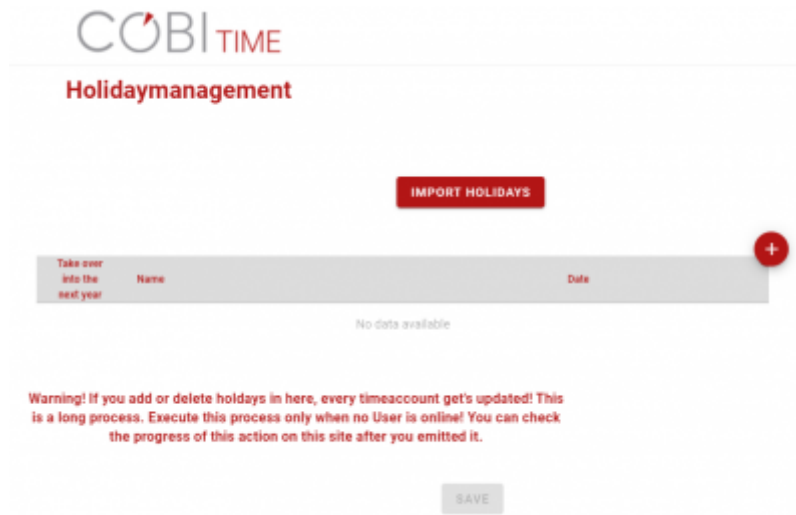 COBI TIME
Holidaymanagement
IMPORT HOLIDAYS
+
Take over
into the
next year
Name
Date
No data available
Warning! If you add or delete holdays in here, every timeaccount get's updated! This
is a long process. Execute this process only when no User is online! You can check
the progress of this action on this site after you emitted it.
SAVE